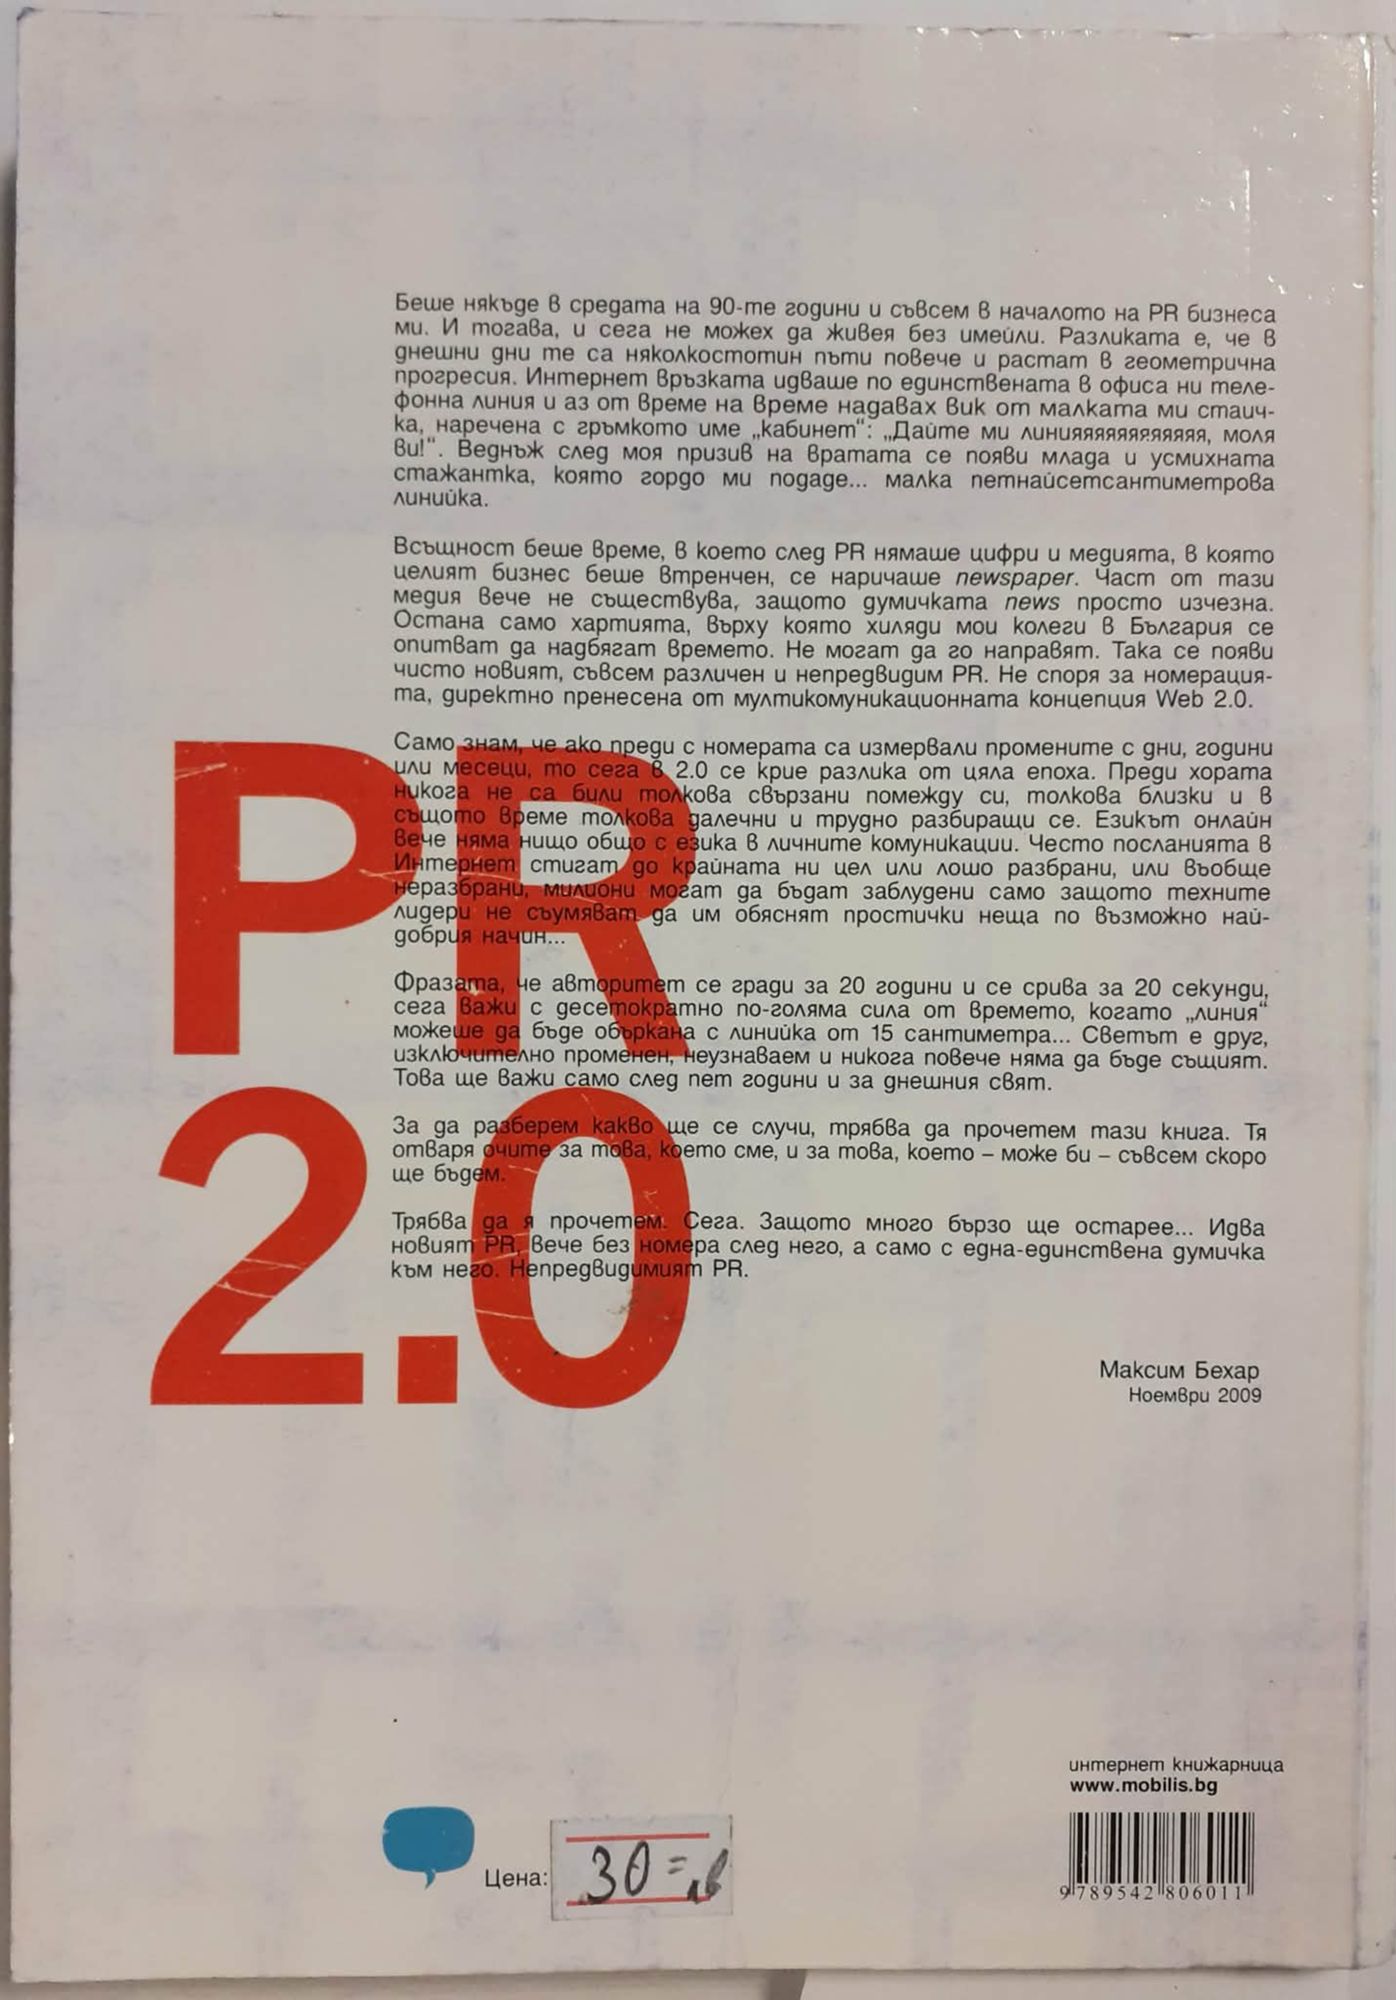 Беше някъде в средата на 90-те години и съвсем в началото на PR бизнеса
ми. И тогава, и сега не можех да живея без имейли. Разликата е, че в
днешни дни те са няколкостотин пъти повече и растат в геометрична
прогресия. Интернет връзката идваше по единствената в офиса ни теле-
фонна линия и аз от време на време надавах вик от малката ми стаич-
ка, наречена с гръмкото име „кабинет“: „Дайте ми линияяяяяяяяяяяя, моля
ви!“. Веднъж след моя призив на вратата се появи млада и усмихната
стажантка, която гордо ми подаде... малка петнайсетсантиметрова
линийка.
Всъщност беше време, в което след PR нямаше цифри и медията, в която
целият бизнес беше втренчен, се наричаше newspaper. Част от тази
медия вече не съществува, защото думичката news просто изчезна.
Остана само хартията, върху която хиляди мои колеги в България се
опитват да надбягат времето. Не могат да го направят. Така се появи
чисто новият, съвсем различен и непредвидим PR. Не споря за номерация-
та, директно пренесена от мултикомуникационната концепция Web 2.0.
Само знам, че ако преди с номерата са измервали промените с дни, години
или месеци, то сега в 2.0 се крие разлика от цяла епоха. Преди хората
никога не са били толкова свързани помежду си, толкова близки и в
същото време толкова далечни и трудно разбиращи се. Езикът онлайн
вече няма нищо общо с езика в личните комуникации. Често посланията в
Интернет стигат до крайната ни цел или лошо разбрани, или въобще
неразбрани, милиони могат да бъдат заблудени само защото техните
лидери не съумяват да им обяснят простички неща по възможно най-
добрия начин...
Фразата, че авторитет се гради за 20 години и се срива за 20 секунди,
сега важи с десетократно по-голяма сила от времето, когато „линия“
можеше да бъде объркана с линийка от 15 сантиметра... Светът е друг,
изключително променен, неузнаваем и никога повече няма да бъде същият.
Това ще важи само след пет години и за днешния свят.
За да разберем какво ще се случи, трябва да прочетем тази книга. Тя
отваря очите за това, което сме, и за това, което – може би – съвсем скоро
ще бъдем.
Трябва да я прочетем. Сега. Защото много бързо ще остарее... Идва
новият PR, вече без номера след него, а само с една-единствена думичка
към него. Непредвидимият PR.
PR
2.0
Максим Бехар
Ноември 2009
интернет книжарница
www.mobilis.bg
Цена: 30=лв
9 789542 806011